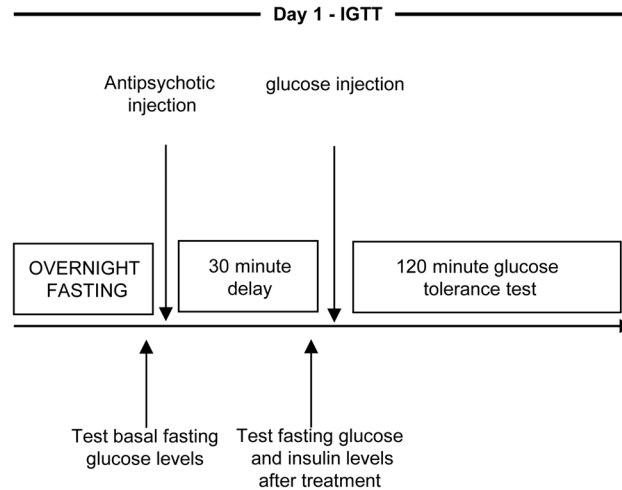 Day 1 - IGTT
Antipsychotic
injection
glucose injection
OVERNIGHT
FASTING
30 minute
delay
120 minute glucose
tolerance test
Test basal fasting
glucose levels
Test fasting glucose
and insulin levels
after treatment